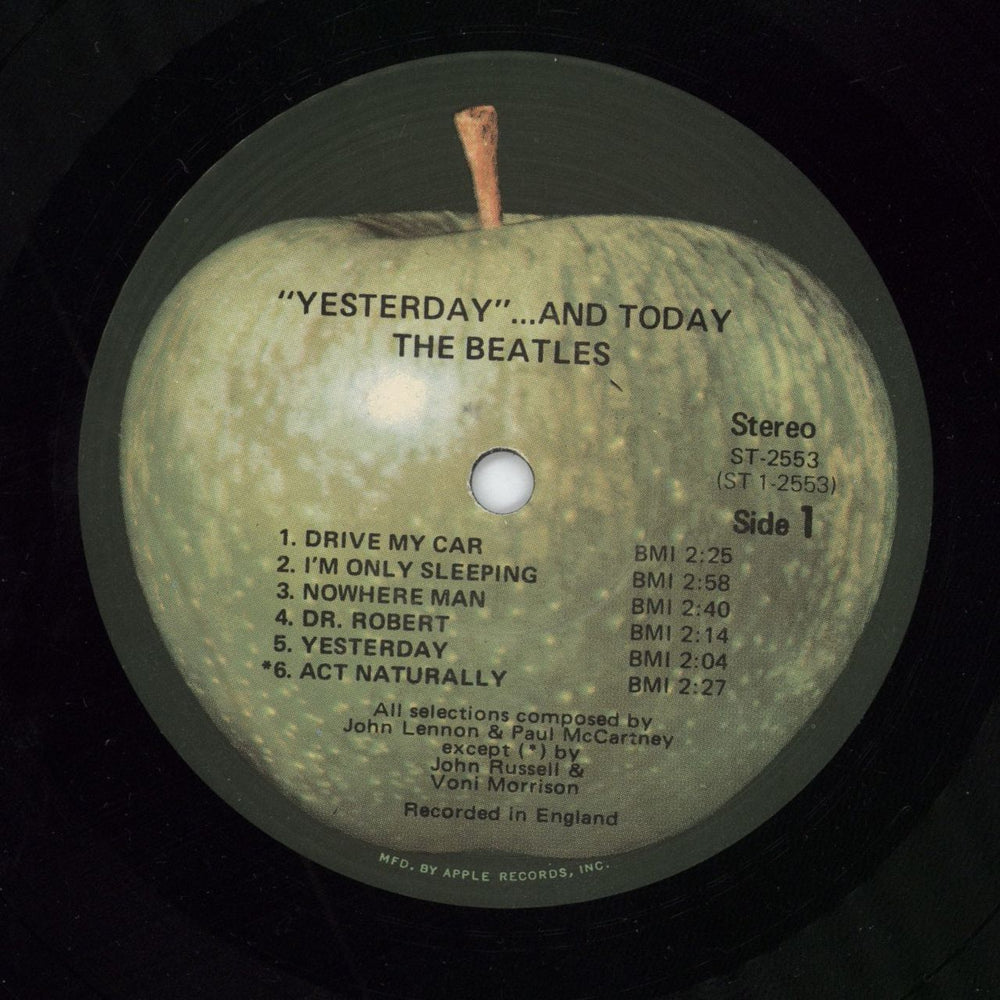 "YESTERDAY"...AND TODAY
THE BEATLES
Stereo
ST-2553
(ST 1-2553)
Side 1
1. DRIVE MY CAR BMI 2:25
2. I'M ONLY SLEEPING BMI 2:58
3. NOWHERE MAN BMI 2:40
4. DR. ROBERT BMI 2:14
5. YESTERDAY BMI 2:04
*6. ACT NATURALLY BMI 2:27
All selections composed by
John Lennon & Paul McCartney
except (*) by
John Russell &
Voni Morrison
Recorded in England
MFD. BY APPLE RECORDS, INC.